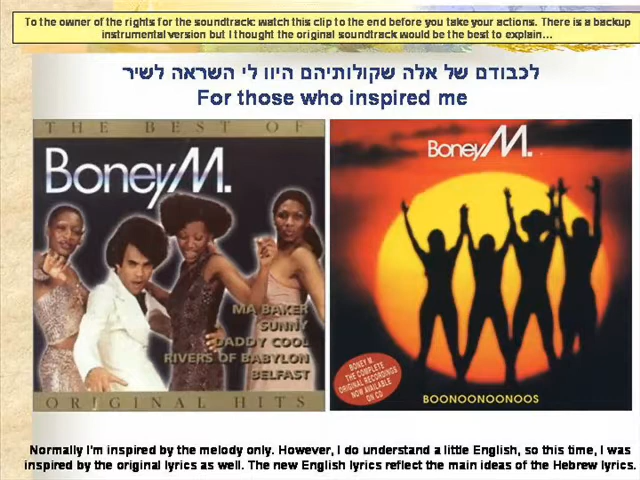 To the owner of the rights for the soundtrack: watch this clip to the end before you take your actions. There is a backup
instrumental version but I thought the original soundtrack would be the best to explain...
לכבודם של אלה שקולותיהם היוו לי השראה לשיר
For those who inspired me
THE BEST OF
Boney M.
MA BAKER
SUNNY
DADDY COOL
RIVERS OF BABYLON
BELFAST
ORIGINAL HITS
Boney M.
BONEY M.
THE COMPLETE
ORIGINAL RECORDINGS
NOW AVAILABLE
ON CD
BOONOONOONOOS
Normally I'm inspired by the melody only. However, I do understand a little English, so this time, I was
inspired by the original lyrics as well. The new English lyrics reflect the main ideas of the Hebrew lyrics.